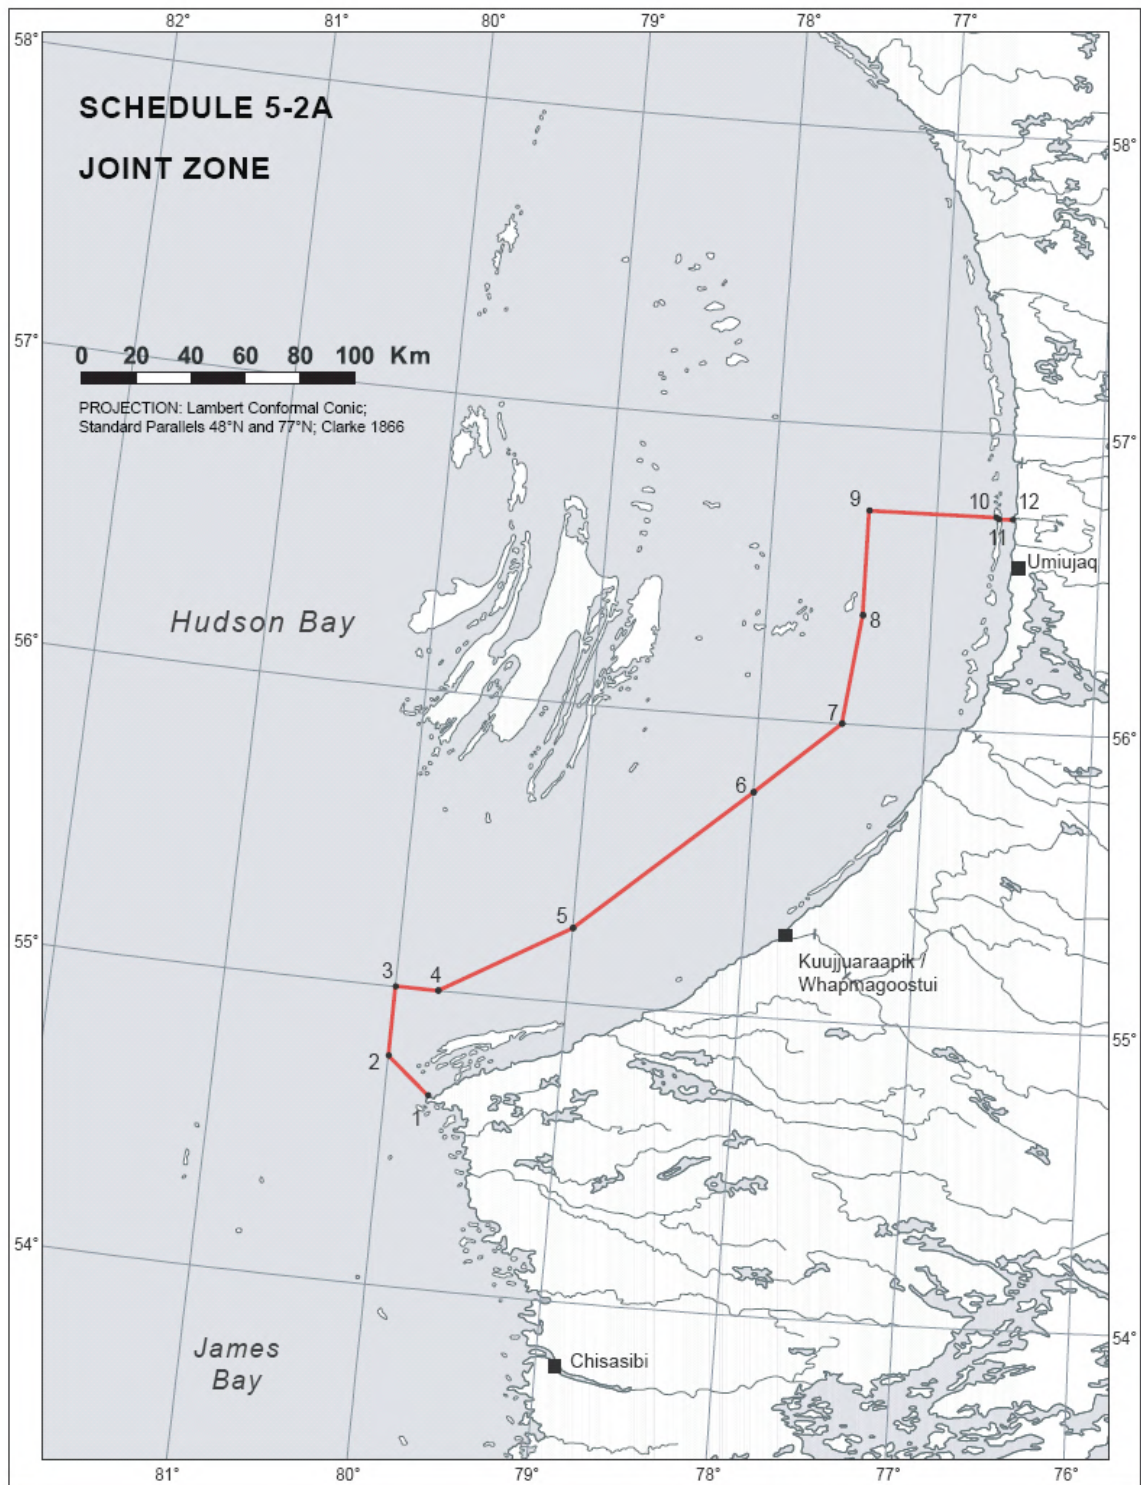 82° 81° 80° 79° 78° 77°
58°
SCHEDULE 5-2A
JOINT ZONE
58°
57°
0 20 40 60 80 100 Km
PROJECTION: Lambert Conformal Conic;
Standard Parallels 48°N and 77°N; Clarke 1866
57°
9 10 12
11
Umiujaq
Hudson Bay
8
56°
7
56°
6
5
55°
3 4
Kuujjuaraapik /
Whapmagoostui
55°
2
1
54°
54°
James
Bay
Chisasibi
81° 80° 79° 78° 77° 76°